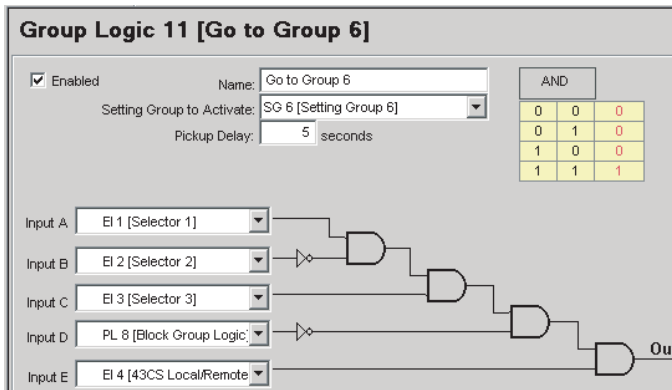 Group Logic 11 [Go to Group 6]
Enabled
Name: Go to Group 6
Setting Group to Activate: SG 6 [Setting Group 6]
Pickup Delay: 5 seconds
AND
0 0 0
0 1 0
1 0 0
1 1 1
Input A EI 1 [Selector 1]
Input B EI 2 [Selector 2]
Input C EI 3 [Selector 3]
Input D PL 8 [Block Group Logic]
Input E EI 4 [43CS Local/Remote
Ou